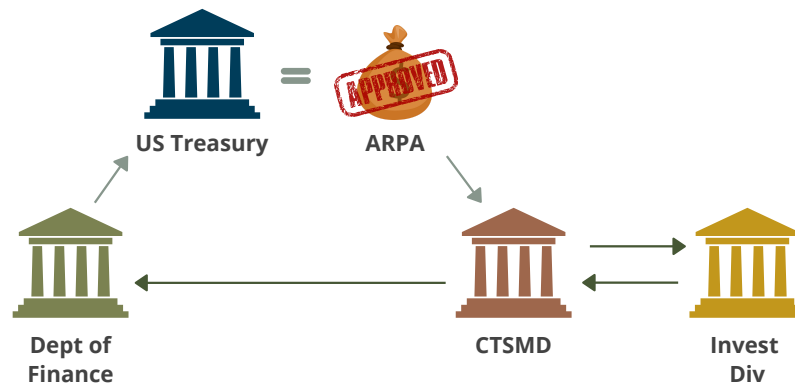 =
APPROVED
US Treasury
ARPA
Dept of
Finance
CTSMD
Invest
Div